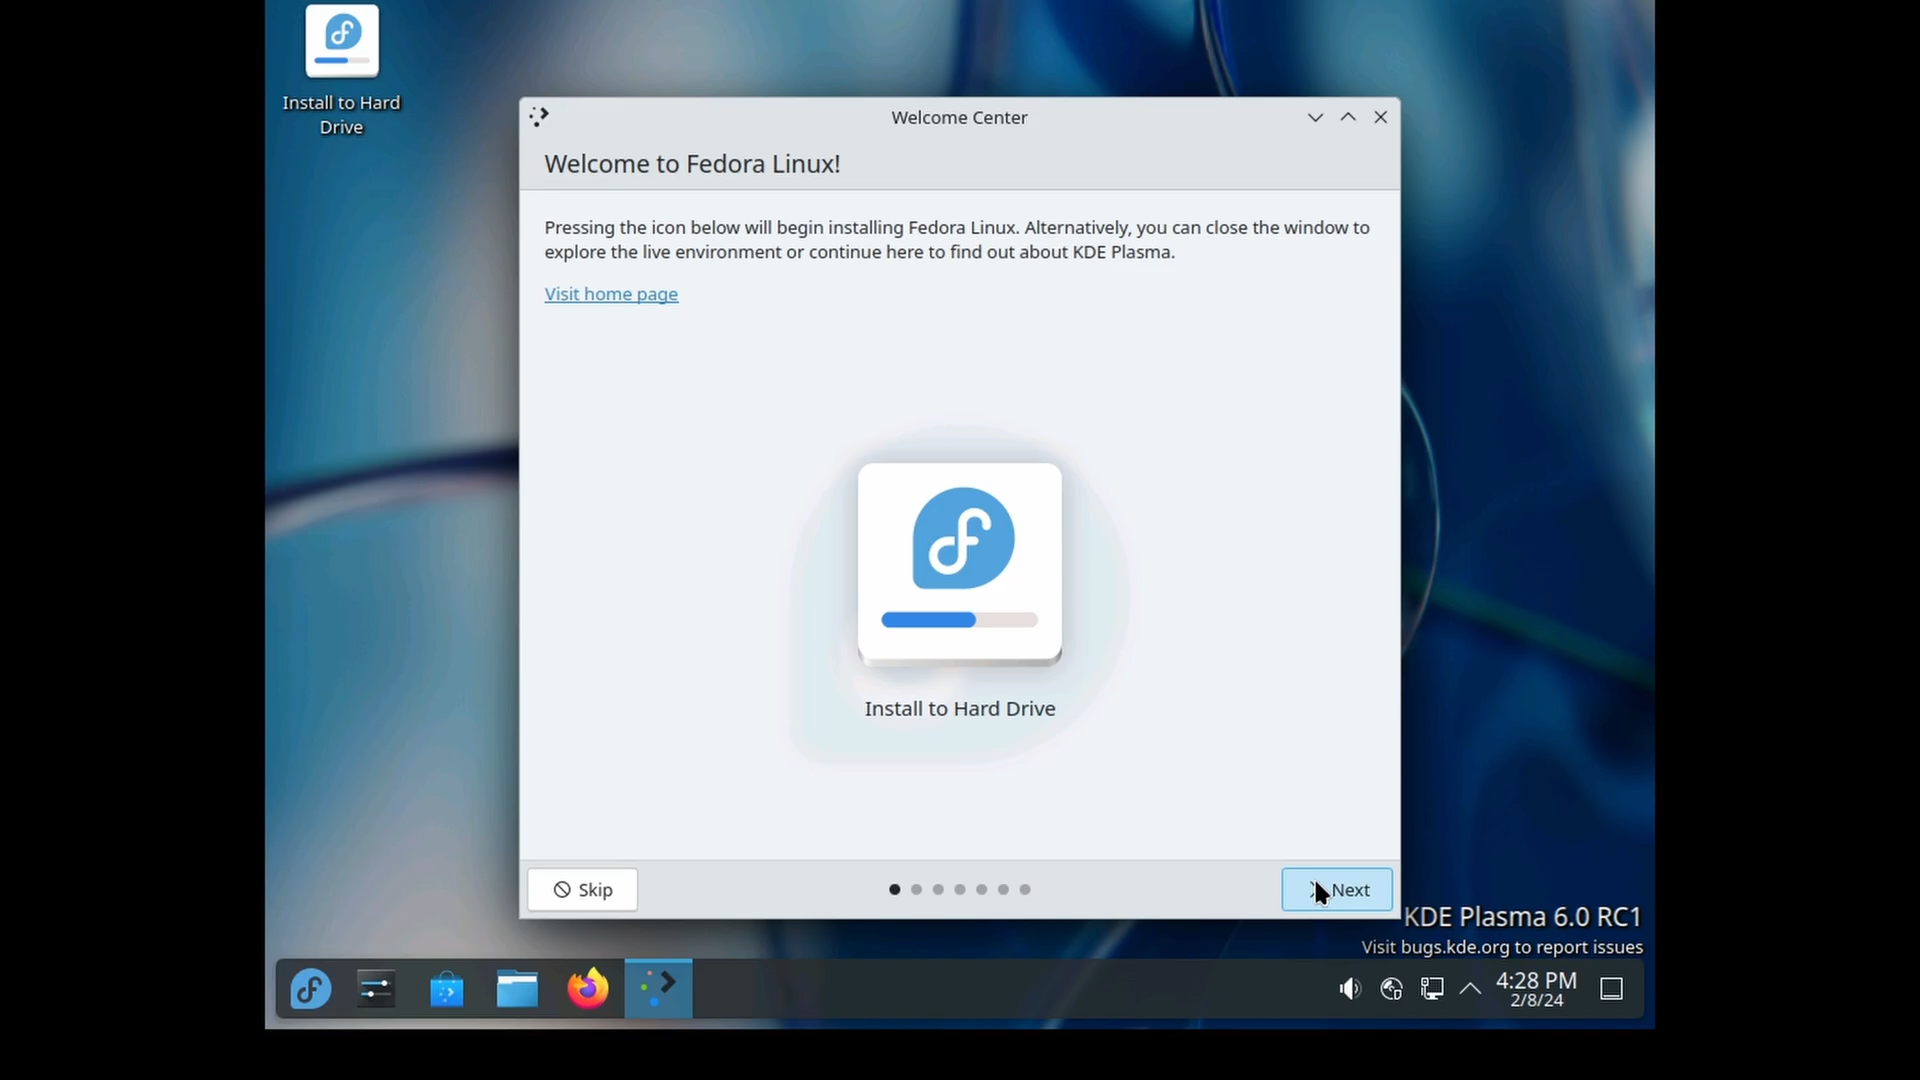 Install to Hard
Drive
Welcome Center
Welcome to Fedora Linux!
Pressing the icon below will begin installing Fedora Linux. Alternatively, you can close the window to
explore the live environment or continue here to find out about KDE Plasma.
Visit home page
Install to Hard Drive
Skip
Next
KDE Plasma 6.0 RC1
Visit bugs.kde.org to report issues
4:28 PM
2/8/24